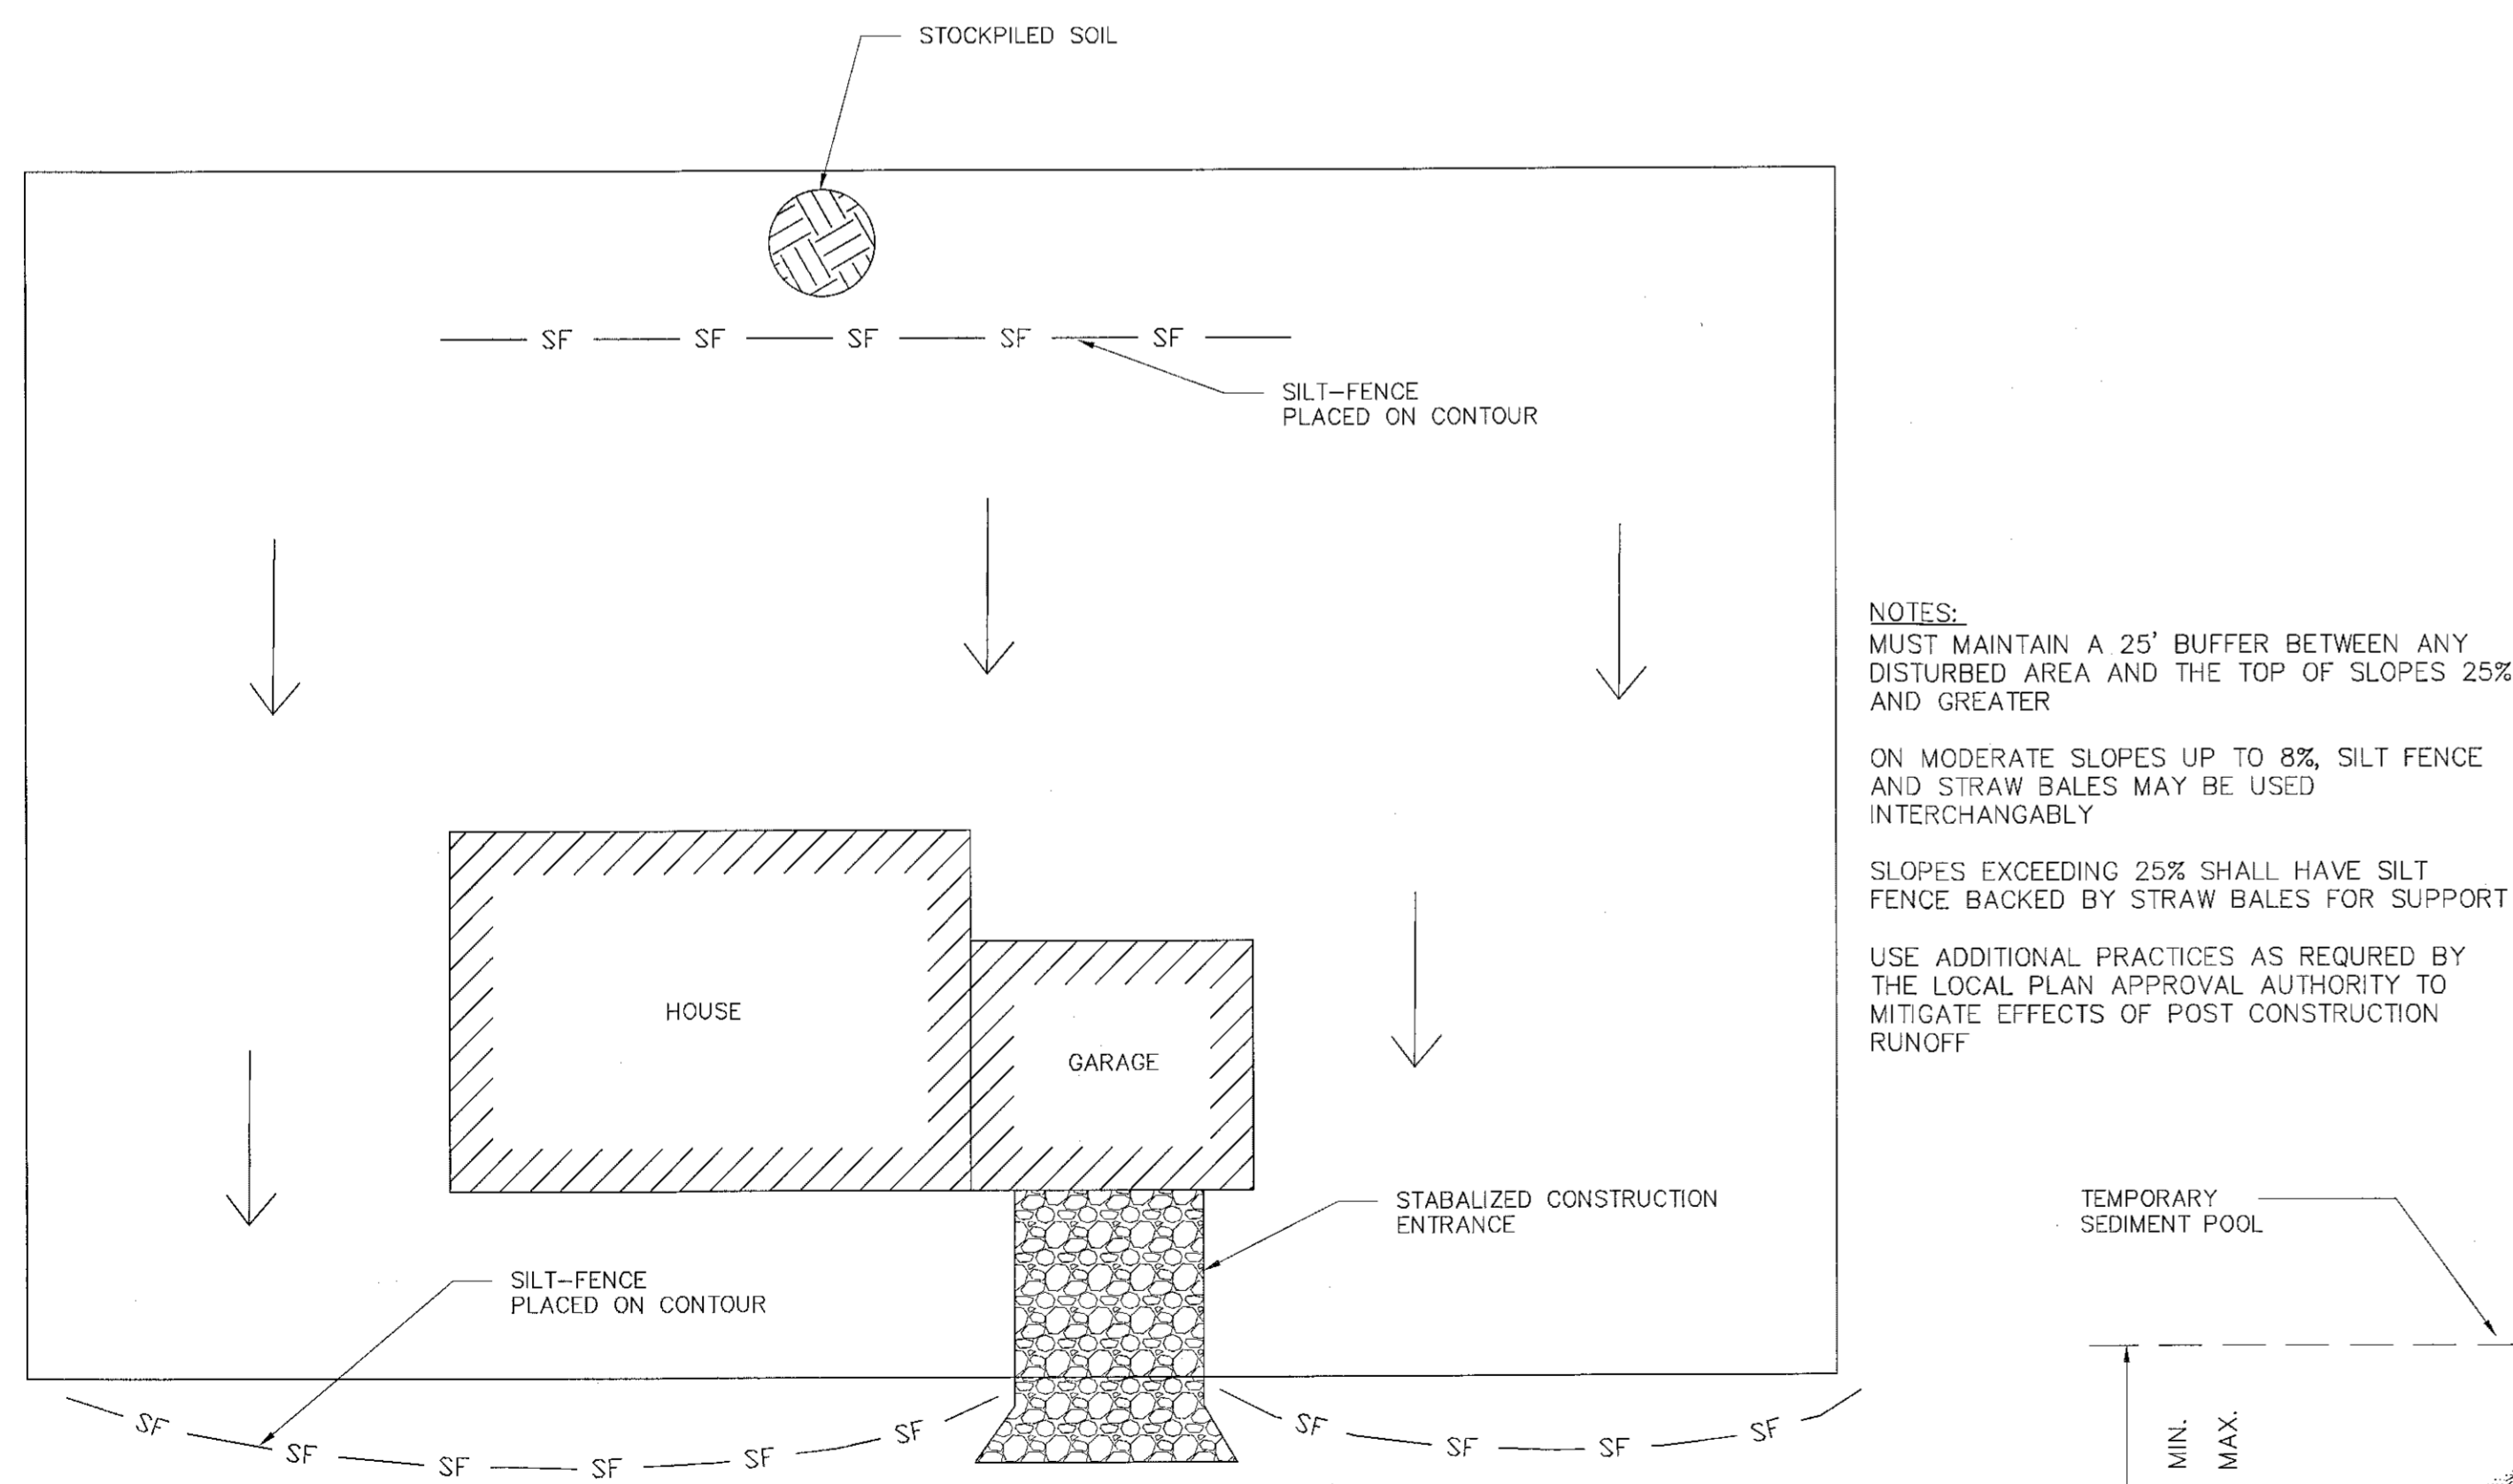 STOCKPILED SOIL
SF SF SF SF SF
SILT-FENCE
PLACED ON CONTOUR
NOTES:
MUST MAINTAIN A 25' BUFFER BETWEEN ANY
DISTURBED AREA AND THE TOP OF SLOPES 25%
AND GREATER
ON MODERATE SLOPES UP TO 8%, SILT FENCE
AND STRAW BALES MAY BE USED
INTERCHANGABLY
SLOPES EXCEEDING 25% SHALL HAVE SILT
FENCE BACKED BY STRAW BALES FOR SUPPORT
USE ADDITIONAL PRACTICES AS REQURED BY
THE LOCAL PLAN APPROVAL AUTHORITY TO
MITIGATE EFFECTS OF POST CONSTRUCTION
RUNOFF
HOUSE
GARAGE
STABALIZED CONSTRUCTION
ENTRANCE
TEMPORARY
SEDIMENT POOL
SILT-FENCE
PLACED ON CONTOUR
SF SF SF SF SF SF
SF SF SF SF
MIN.
MAX.